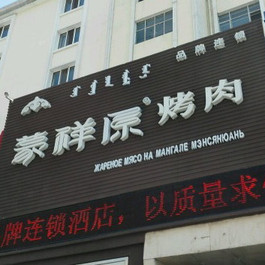 品牌连锁
蒙祥源烤肉
ЖАРЕНОЕ МЯСО НА МАНГАЛЕ МЭНСЯНЮАНЬ
牌连锁酒店，以质量求